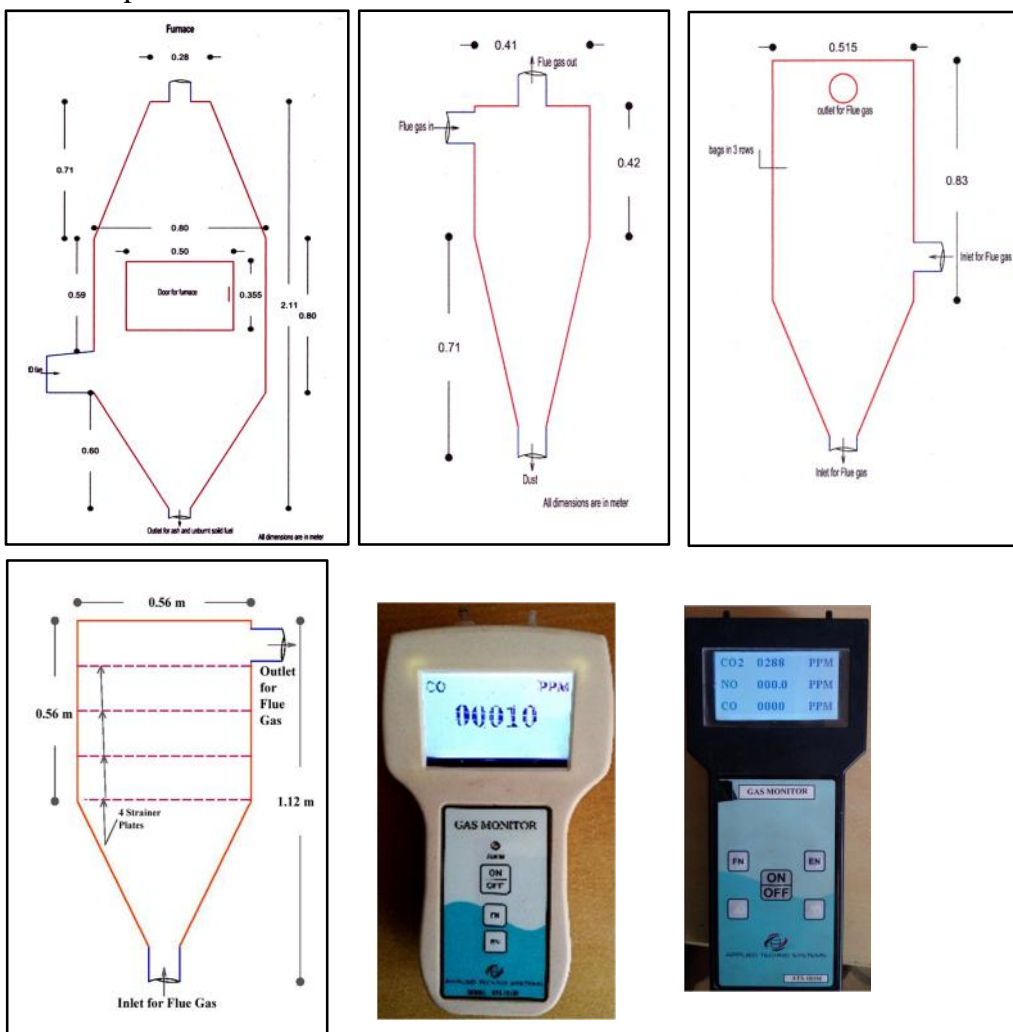 Furnace
0.28
0.71
0.80
0.50
0.59
Door for furnace
0.355
2.11
0.80
0.60
Outlet for ash and unburnt solid fuel
All dimensions are in meter
0.41
Flue gas out
Flue gas in
0.42
0.71
Dust
All dimensions are in meter
0.515
outlet for Flue gas
bags in 3 rows
0.83
Inlet for Flue gas
Inlet for Flue gas
0.56 m
Outlet
for
Flue
Gas
0.56 m
1.12 m
4 Strainer
Plates
Inlet for Flue Gas
CO PPM
00010
GAS MONITOR
ON
OFF
FN
EN
APPLIED TECHNO SYSTEMS
CO2 0288 PPM
NO 000.0 PPM
CO 0000 PPM
GAS MONITOR
FN
EN
ON
OFF
APPLIED TECHNO SYSTEMS